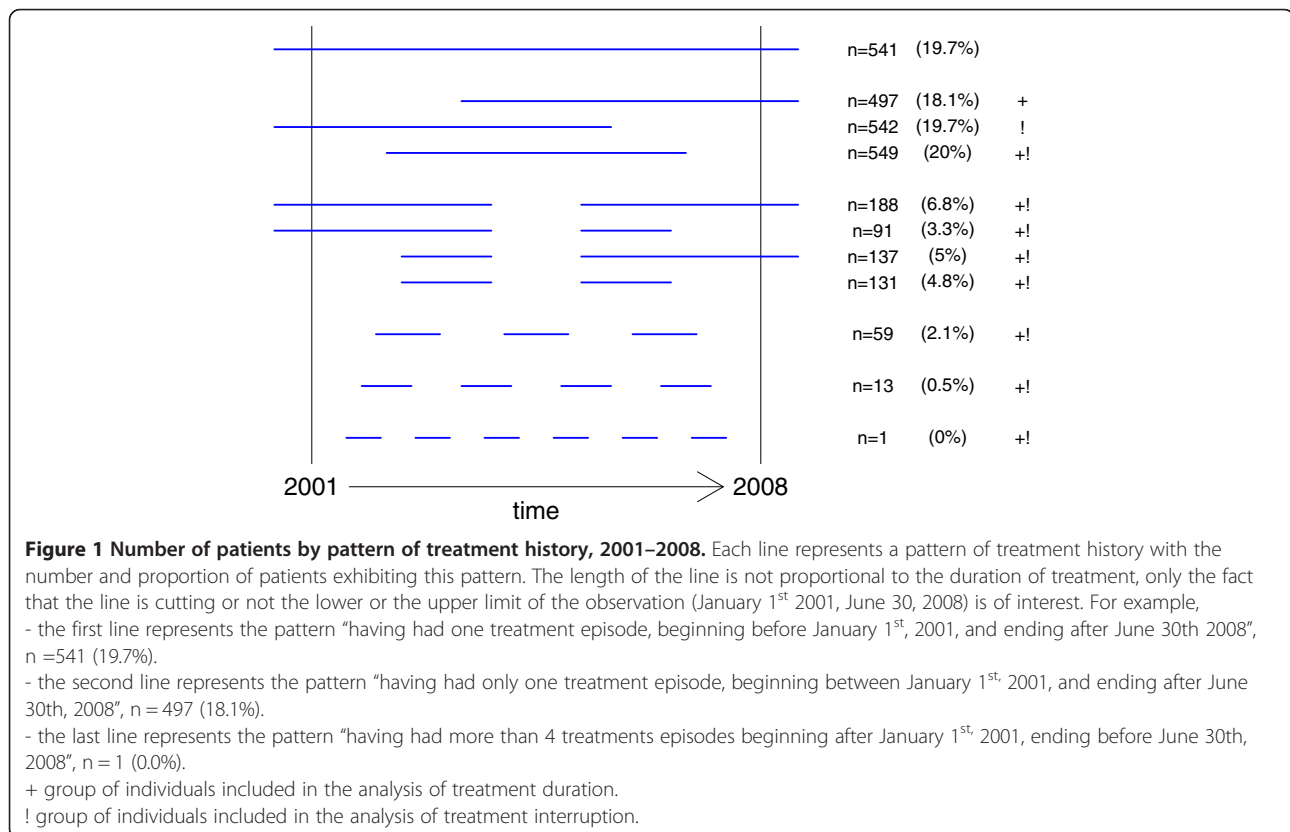 n=541 (19.7%)
n=497 (18.1%) +
n=542 (19.7%) !
n=549 (20%) +!
n=188 (6.8%) +!
n=91 (3.3%) +!
n=137 (5%) +!
n=131 (4.8%) +!
n=59 (2.1%) +!
n=13 (0.5%) +!
n=1 (0%) +!
2001 2008
time
Figure 1 Number of patients by pattern of treatment history, 2001–2008. Each line represents a pattern of treatment history with the
number and proportion of patients exhibiting this pattern. The length of the line is not proportional to the duration of treatment, only the fact
that the line is cutting or not the lower or the upper limit of the observation (January 1st 2001, June 30, 2008) is of interest. For example,
- the first line represents the pattern “having had one treatment episode, beginning before January 1st, 2001, and ending after June 30th 2008”,
n =541 (19.7%).
- the second line represents the pattern “having had only one treatment episode, beginning between January 1st, 2001, and ending after June
30th, 2008”, n = 497 (18.1%).
- the last line represents the pattern “having had more than 4 treatments episodes beginning after January 1st, 2001, ending before June 30th,
2008”, n = 1 (0.0%).
+ group of individuals included in the analysis of treatment duration.
! group of individuals included in the analysis of treatment interruption.